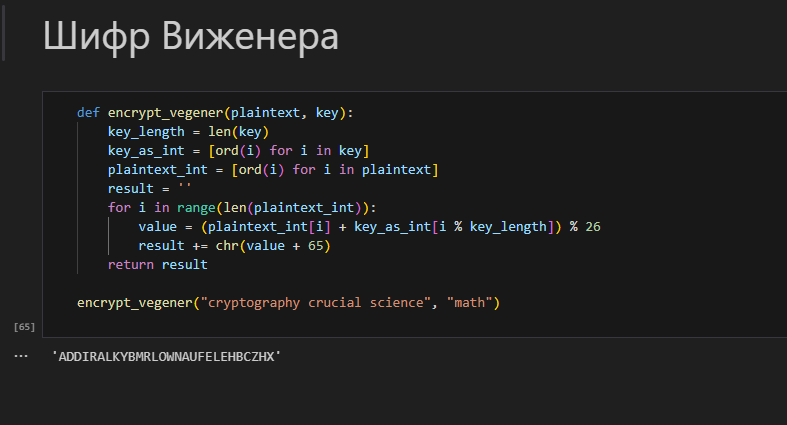 Шифр Виженера
def encrypt_vegener(plaintext, key):
    key_length = len(key)
    key_as_int = [ord(i) for i in key]
    plaintext_int = [ord(i) for i in plaintext]
    result = ''
    for i in range(len(plaintext_int)):
        value = (plaintext_int[i] + key_as_int[i % key_length]) % 26
        result += chr(value + 65)
    return result
encrypt_vegener("cryptography crucial science", "math")
[65]
... 'ADDIRALKYBMRLOWNAUFELEHBCZHX'